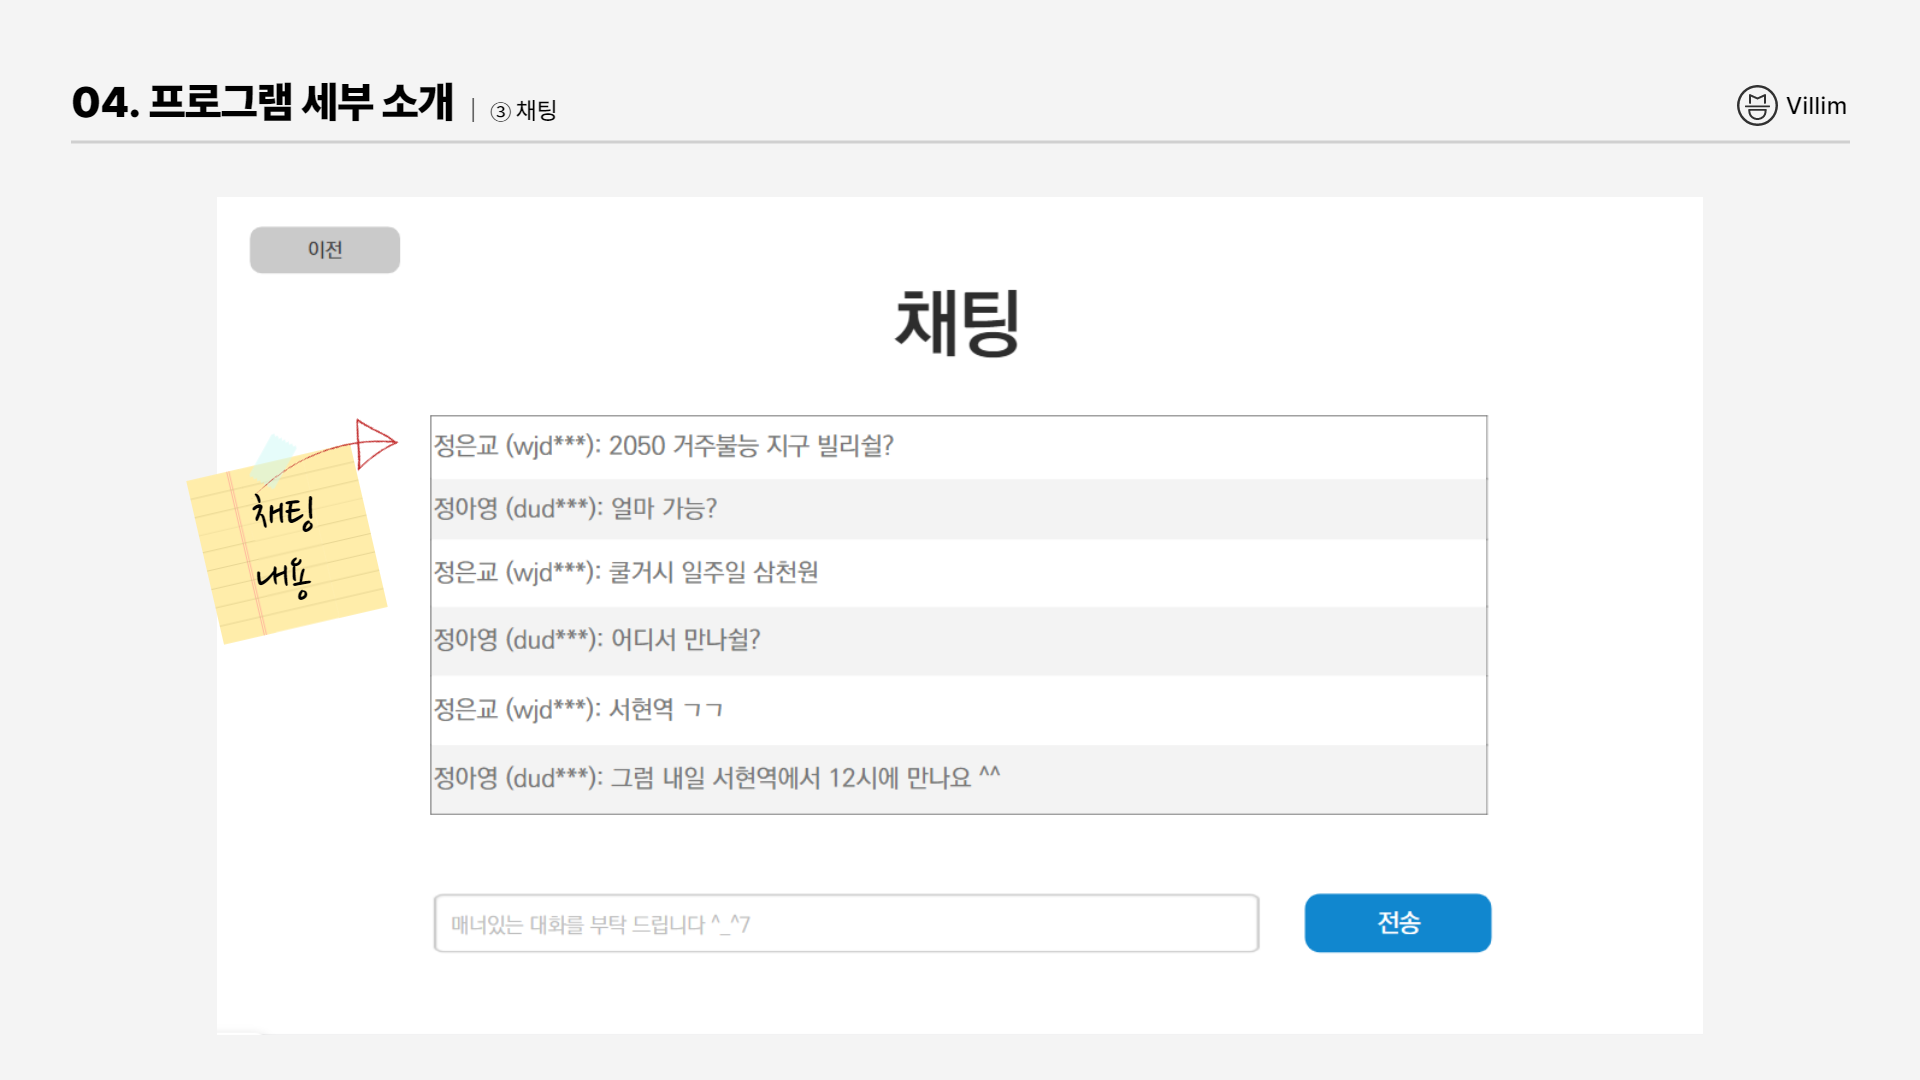 04. 프로그램 세부 소개 | ③ 채팅
Villim
이전
채팅
정은교 (wjd***): 2050 거주불능 지구 빌리쉴?
정아영 (dud***): 얼마 가능?
정은교 (wjd***): 쿨거시 일주일 삼천원
정아영 (dud***): 어디서 만나쉴?
정은교 (wjd***): 서현역 ㄱㄱ
정아영 (dud***): 그럼 내일 서현역에서 12시에 만나요 ^^
채팅
내용
매너있는 대화를 부탁 드립니다 ^_^7
전송